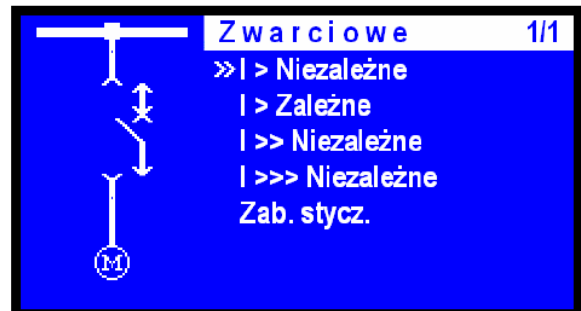 Zwarciowe 1/1
»I > Niezależne
I > Zależne
I >> Niezależne
I >>> Niezależne
Zab. stycz.
M